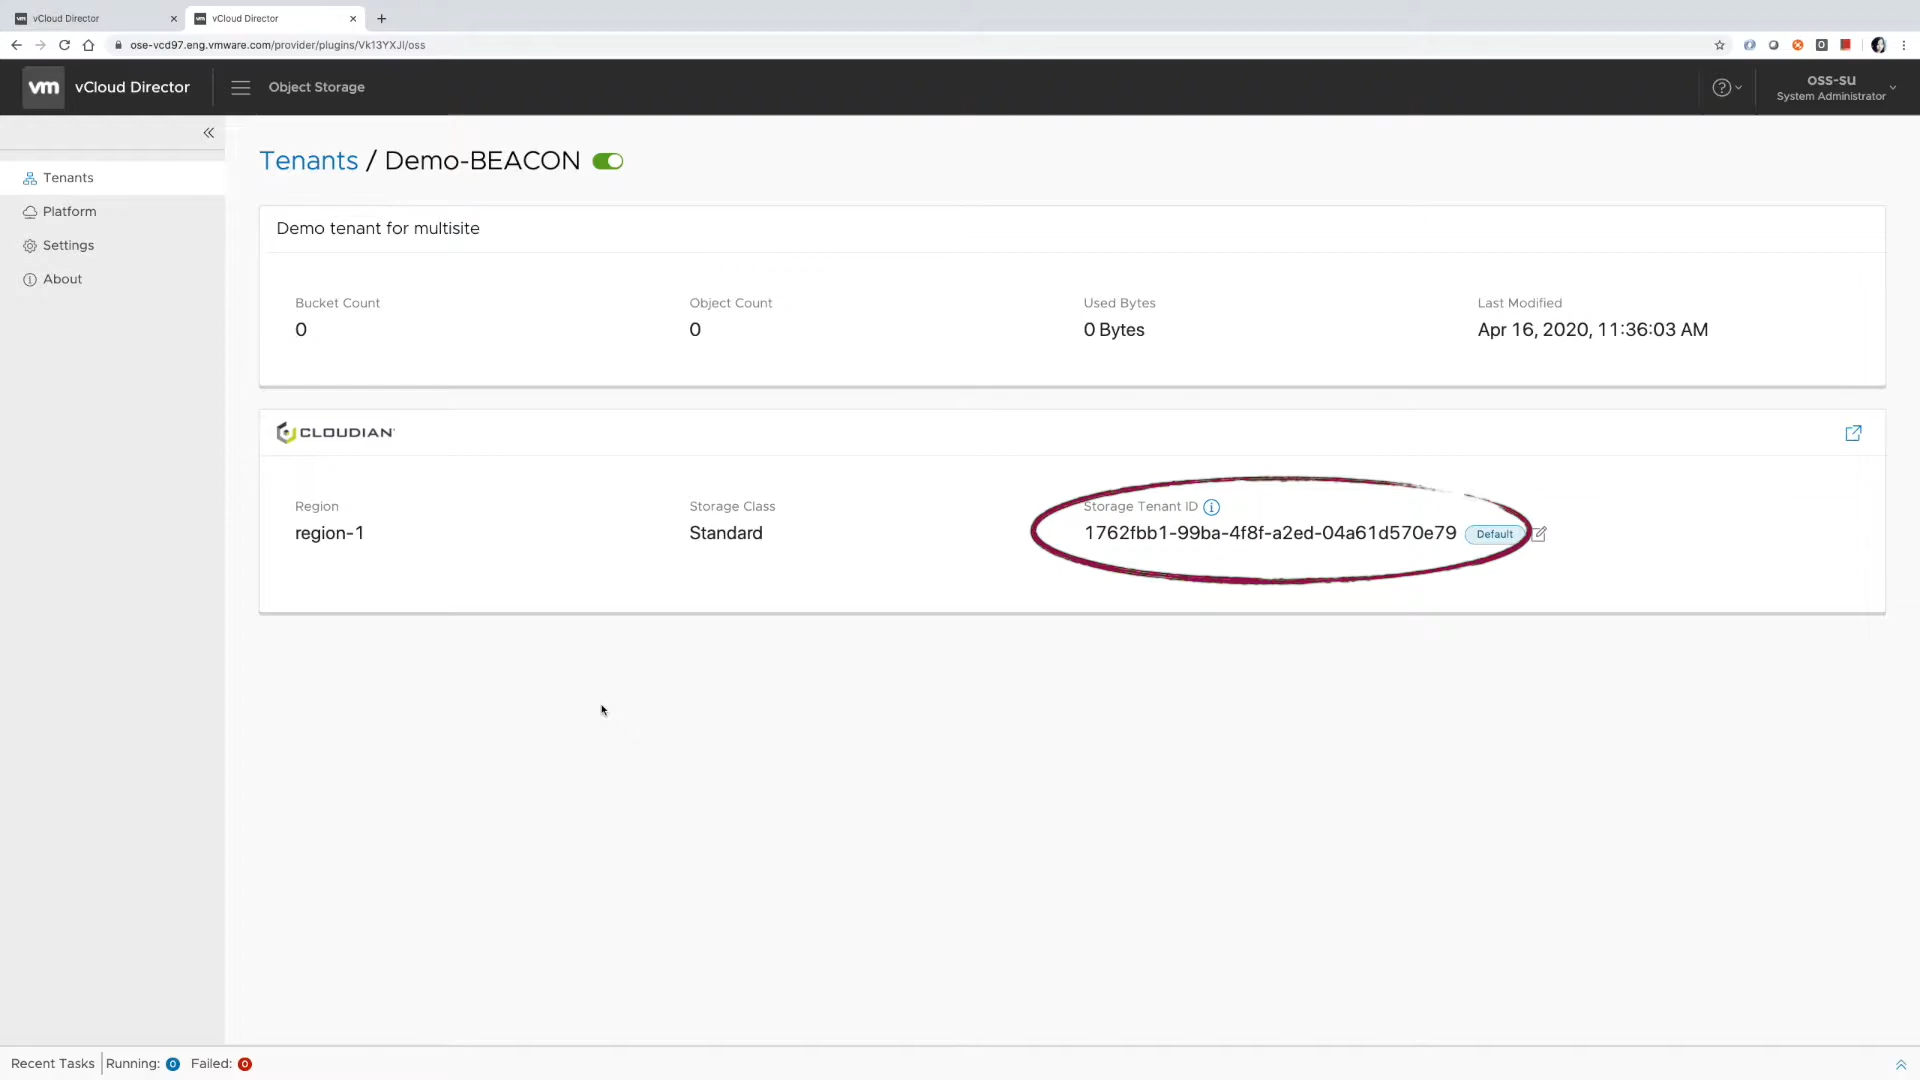 vCloud Director
vCloud Director
ose-vcd97.eng.vmware.com/provider/plugins/Vk13YXJl/oss
vm vCloud Director
Object Storage
oss-su
System Administrator
Tenants
Platform
Settings
About
Tenants / Demo-BEACON
Demo tenant for multisite
Bucket Count
0
Object Count
0
Used Bytes
0 Bytes
Last Modified
Apr 16, 2020, 11:36:03 AM
CLOUDIAN
Region
region-1
Storage Class
Standard
Storage Tenant ID
1762fbb1-99ba-4f8f-a2ed-04a61d570e79 Default
Recent Tasks Running: 0 Failed: 0